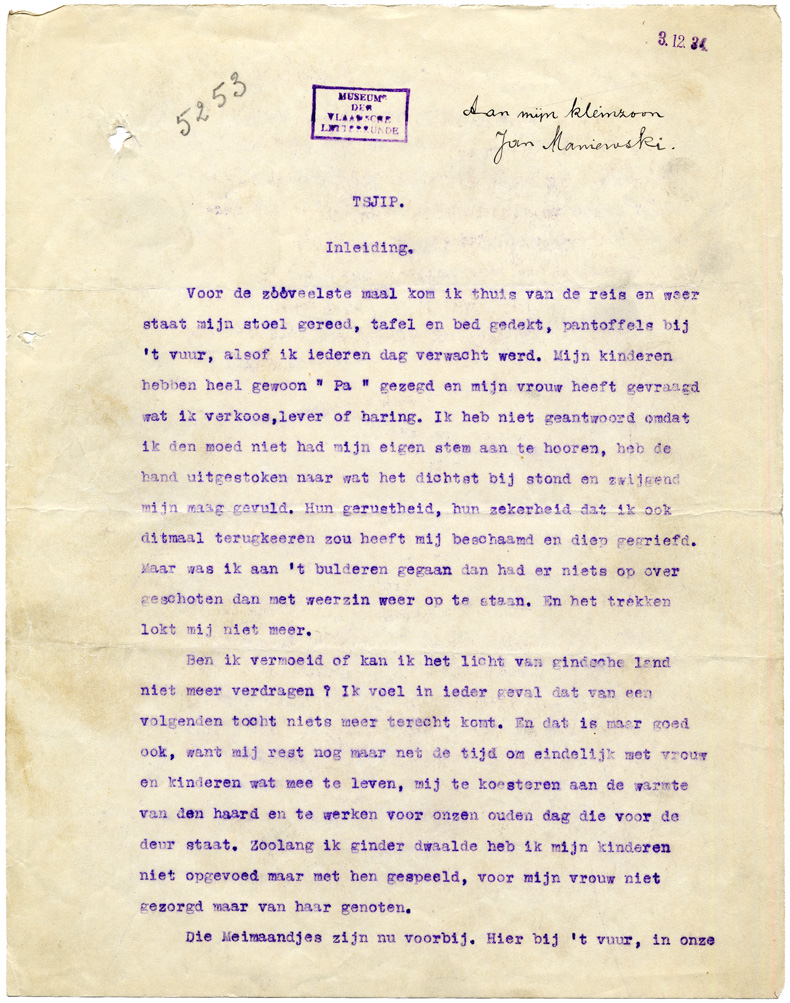 3.12.34
5253
MUSEUM
DER
VLAAMSCHE
LETTERKUNDE
Aan mijn kleinzoon
Jan Maniewski.
TSJIP.
Inleiding.
Voor de zóóveelste maal kom ik thuis van de reis en weer
staat mijn stoel gereed, tafel en bed gedekt, pantoffels bij
't vuur, alsof ik iederen dag verwacht werd. Mijn kinderen
hebben heel gewoon " Pa " gezegd en mijn vrouw heeft gevraagd
wat ik verkoos,lever of haring. Ik heb niet geantwoord omdat
ik den moed niet had mijn eigen stem aan te hooren, heb de
hand uitgestoken naar wat het dichtst bij stond en zwijgend
mijn maag gevuld. Hun gerustheid, hun zekerheid dat ik ook
ditmaal terugkeeren zou heeft mij beschaamd en diep gegriefd.
Maar was ik aan 't bulderen gegaan dan had er niets op over
geschoten dan met weerzin weer op te staan. En het trekken
lokt mij niet meer.
Ben ik vermoeid of kan ik het licht van gindsche land
niet meer verdragen ? Ik voel in ieder geval dat van een
volgenden tocht niets meer terecht komt. En dat is maar goed
ook, want mij rest nog maar net de tijd om eindelijk met vrouw
en kinderen wat mee te leven, mij te koesteren aan de warmte
van den haard en te werken voor onzen ouden dag die voor de
deur staat. Zoolang ik ginder dwaalde heb ik mijn kinderen
niet opgevoed maar met hen gespeeld, voor mijn vrouw niet
gezorgd maar van haar genoten.
Die Meimaandjes zijn nu voorbij. Hier bij 't vuur, in onze